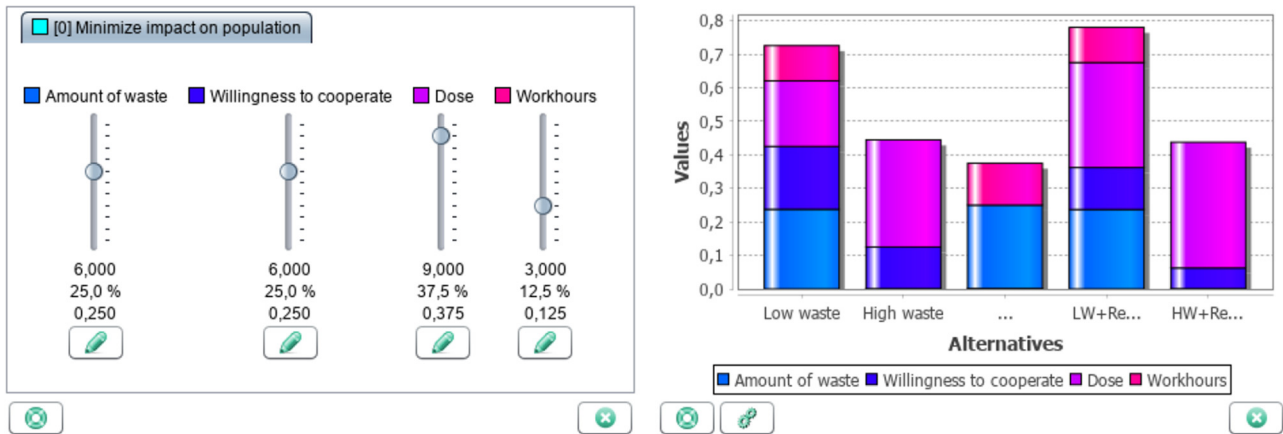 [0] Minimize impact on population
Amount of waste Willingness to cooperate Dose Workhours
6,000 6,000 9,000 3,000
25,0 % 25,0 % 37,5 % 12,5 %
0,250 0,250 0,375 0,125
0,8
0,7
0,6
0,5
0,4
0,3
0,2
0,1
0,0
Values
Low waste High waste ... LW+Re... HW+Re...
Alternatives
Amount of waste Willingness to cooperate Dose Workhours